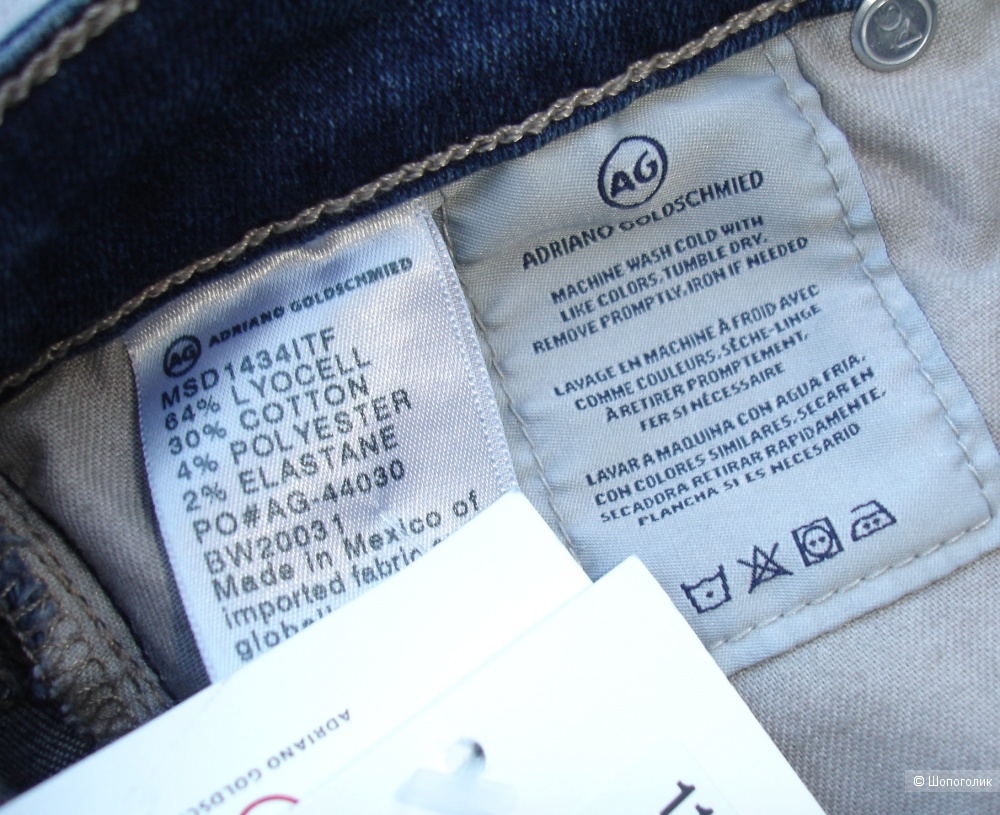 AG ADRIANO GOLDSCHMIED
MSD1434ITF
64% LYOCELL
30% COTTON
4% POLYESTER
2% ELASTANE
PO#AG-44030
BW20031
Made in Mexico of
imported fabric
AG
ADRIANO GOLDSCHMIED
MACHINE WASH COLD WITH
LIKE COLORS, TUMBLE DRY,
REMOVE PROMPTLY, IRON IF NEEDED
LAVAGE EN MACHINE À FROID AVEC
COMME COULEURS, SÈCHE-LINGE
À RETIRER PROMPTEMENT,
FER SI NÉCESSAIRE
LAVAR A MAQUINA CON AGUA FRIA,
CON COLORES SIMILARES, SECAR EN
SECADORA RETIRAR RAPIDAMENTE,
PLANCHA SI ES NECESARIO
ADRIANO
© Шопоголик